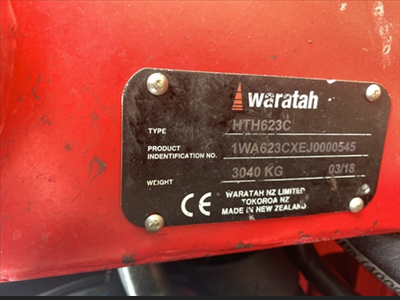 waratah
TYPE HTH623C
PRODUCT
INDENTIFICATION NO. 1WA623CXEJ0000545
WEIGHT 3040 KG 03/18
CE
WARATAH NZ LIMITED
TOKOROA NZ
MADE IN NEW ZEALAND